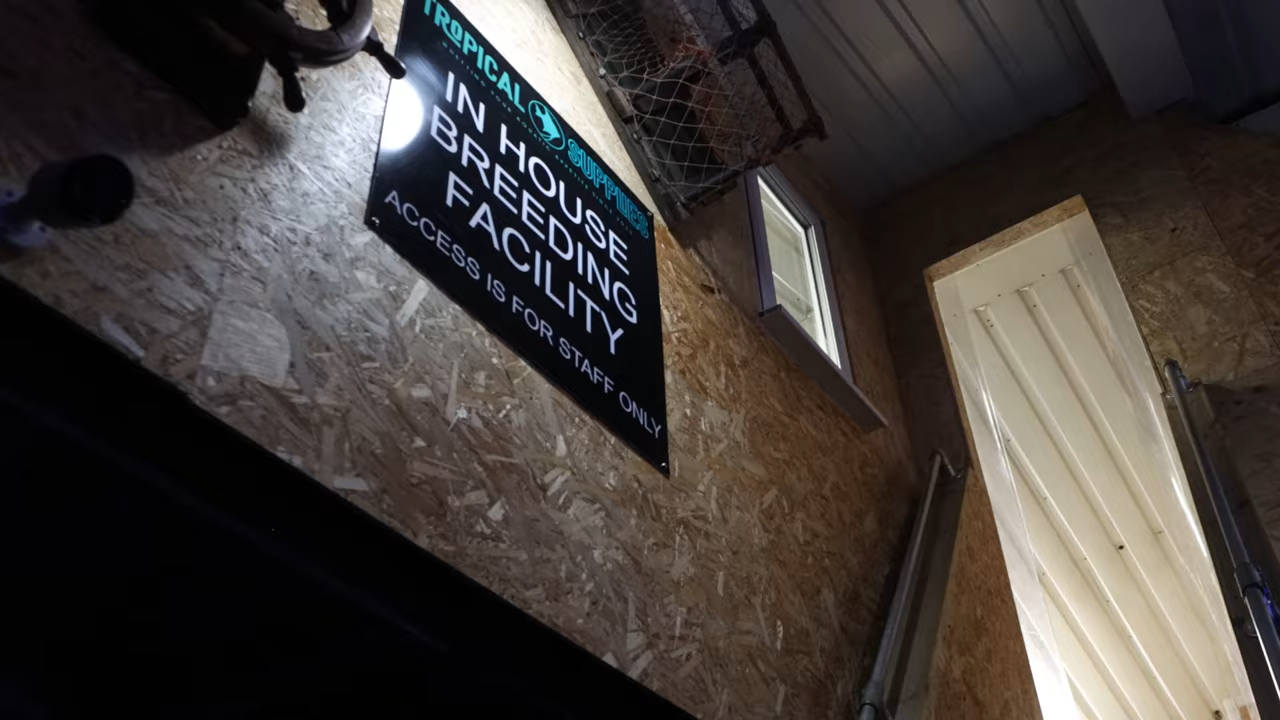 TROPICAL SUPPLIES
IN HOUSE
BREEDING
FACILITY
ACCESS IS FOR STAFF ONLY